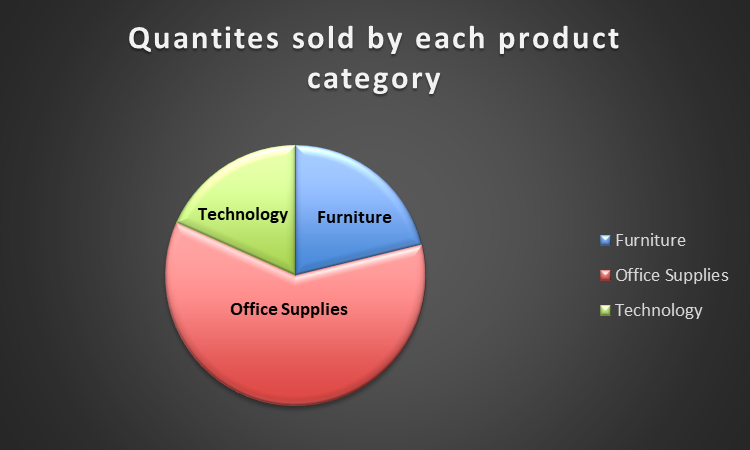 Quantites sold by each product
category
Technology
Furniture
Office Supplies
Furniture
Office Supplies
Technology